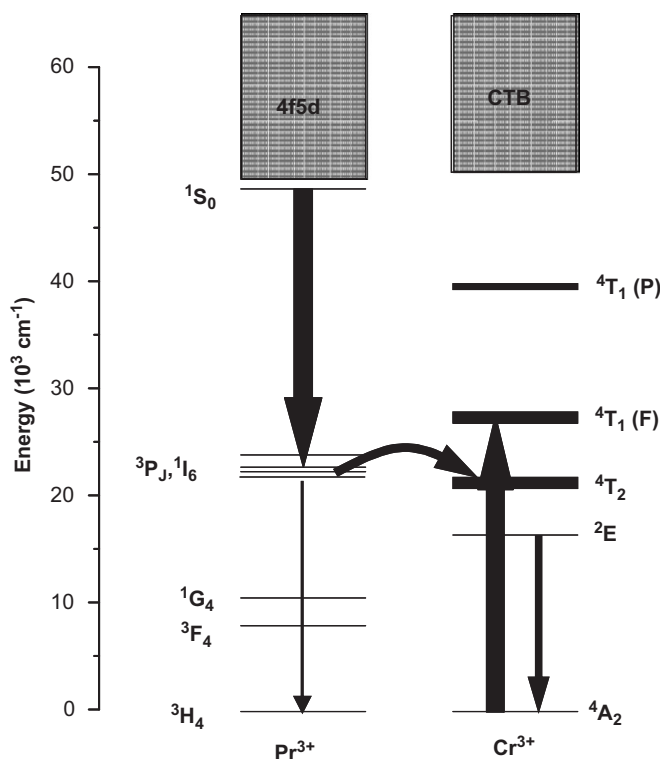 Energy (10³ cm⁻¹)
60
50
40
30
20
10
0
4f5d
CTB
¹S₀
⁴T₁ (P)
⁴T₁ (F)
³P_J,¹I₆
⁴T₂
²E
¹G₄
³F₄
³H₄
⁴A₂
Pr³⁺
Cr³⁺